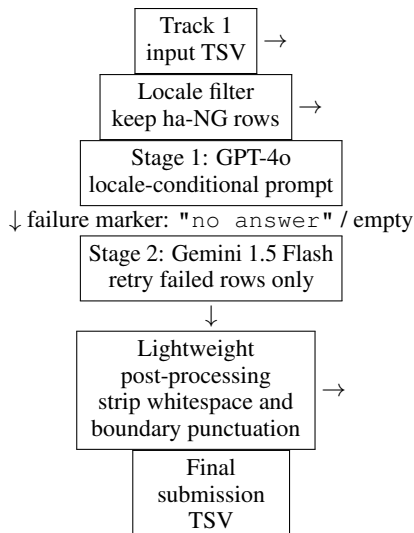 Track 1
input TSV →
Locale filter
keep ha-NG rows →
Stage 1: GPT-4o
locale-conditional prompt
↓ failure marker: "no answer" / empty
Stage 2: Gemini 1.5 Flash
retry failed rows only
↓
Lightweight
post-processing
strip whitespace and →
boundary punctuation
Final
submission
TSV